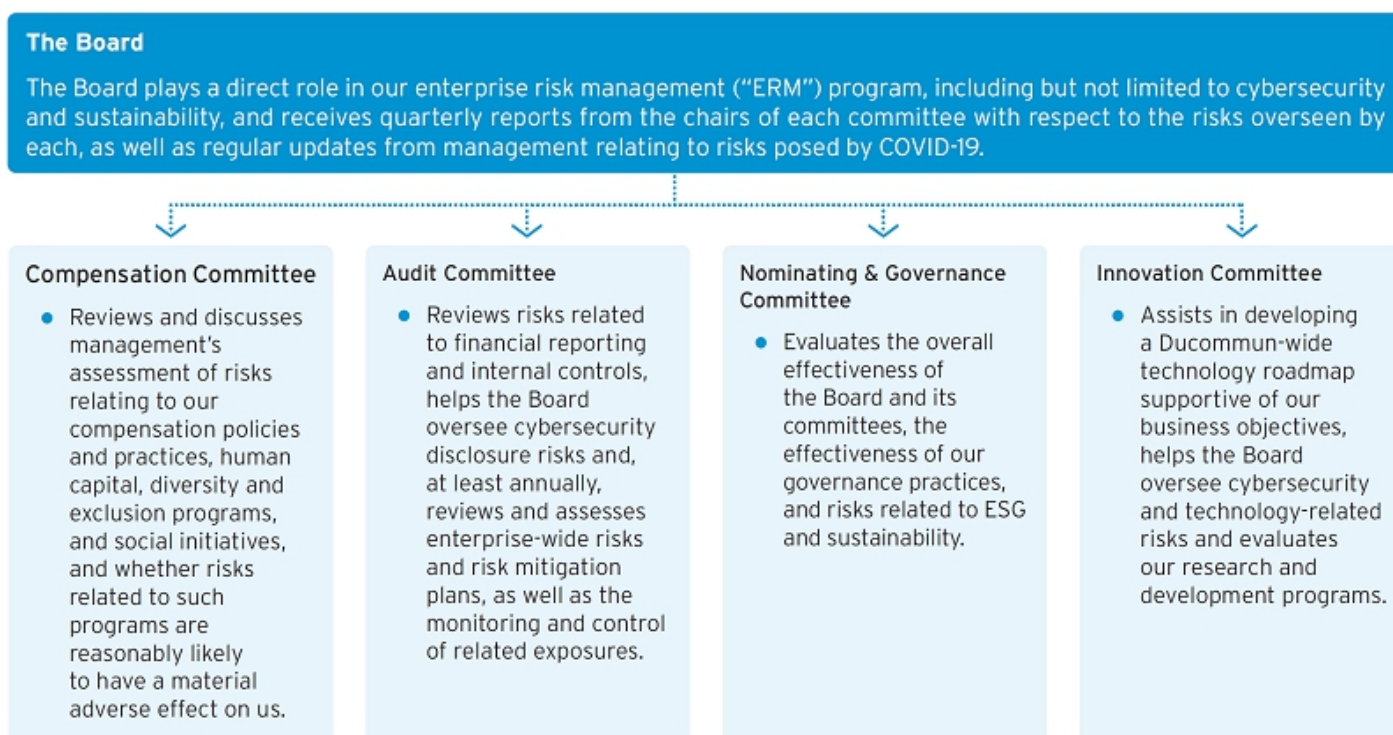 The Board
The Board plays a direct role in our enterprise risk management (“ERM”) program, including but not limited to cybersecurity
and sustainability, and receives quarterly reports from the chairs of each committee with respect to the risks overseen by
each, as well as regular updates from management relating to risks posed by COVID-19.
Compensation Committee
● Reviews and discusses
management’s
assessment of risks
relating to our
compensation policies
and practices, human
capital, diversity and
exclusion programs,
and social initiatives,
and whether risks
related to such
programs are
reasonably likely
to have a material
adverse effect on us.
Audit Committee
● Reviews risks related
to financial reporting
and internal controls,
helps the Board
oversee cybersecurity
disclosure risks and,
at least annually,
reviews and assesses
enterprise-wide risks
and risk mitigation
plans, as well as the
monitoring and control
of related exposures.
Nominating & Governance
Committee
● Evaluates the overall
effectiveness of
the Board and its
committees, the
effectiveness of our
governance practices,
and risks related to ESG
and sustainability.
Innovation Committee
● Assists in developing
a Ducommun-wide
technology roadmap
supportive of our
business objectives,
helps the Board
oversee cybersecurity
and technology-related
risks and evaluates
our research and
development programs.